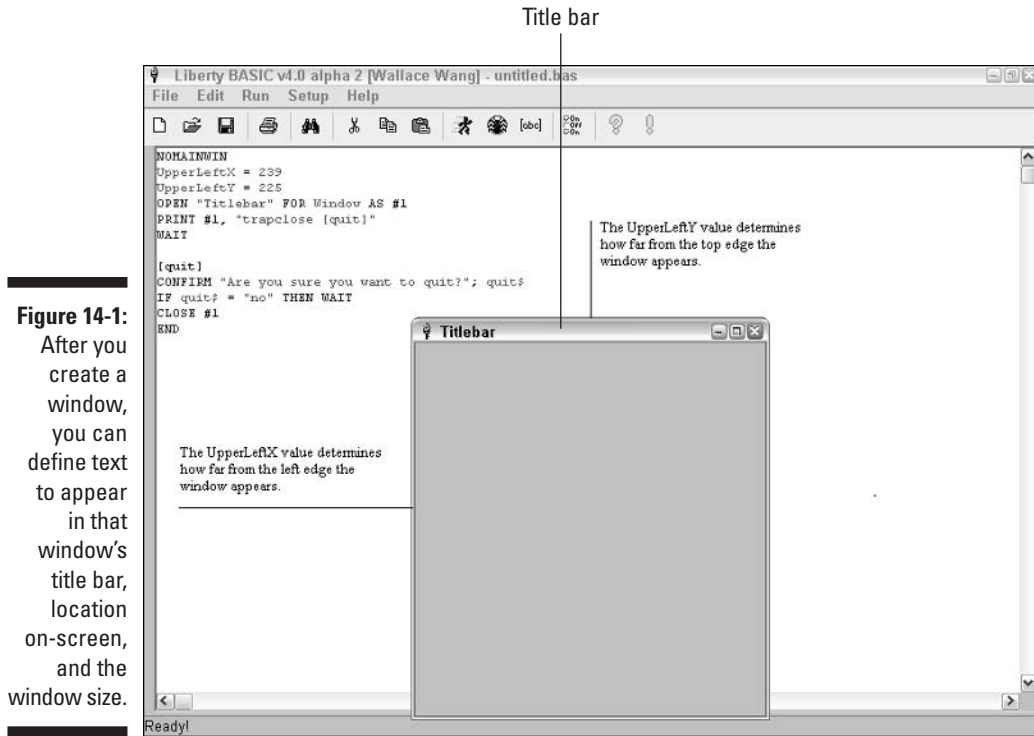 Title bar
Liberty BASIC v4.0 alpha 2 [Wallace Wang] - untitled.bas
File Edit Run Setup Help
[abc]
On
Off
On
NOMAINWIN
UpperLeftX = 239
UpperLeftY = 225
OPEN "Titlebar" FOR Window AS #1
PRINT #1, "trapclose [quit]"
WAIT
[quit]
CONFIRM "Are you sure you want to quit?"; quit$
IF quit$ = "no" THEN WAIT
CLOSE #1
END
The UpperLeftY value determines
how far from the top edge the
window appears.
Titlebar
The UpperLeftX value determines
how far from the left edge the
window appears.
Ready!
Figure 14-1:
After you
create a
window,
you can
define text
to appear
in that
window's
title bar,
location
on-screen,
and the
window size.